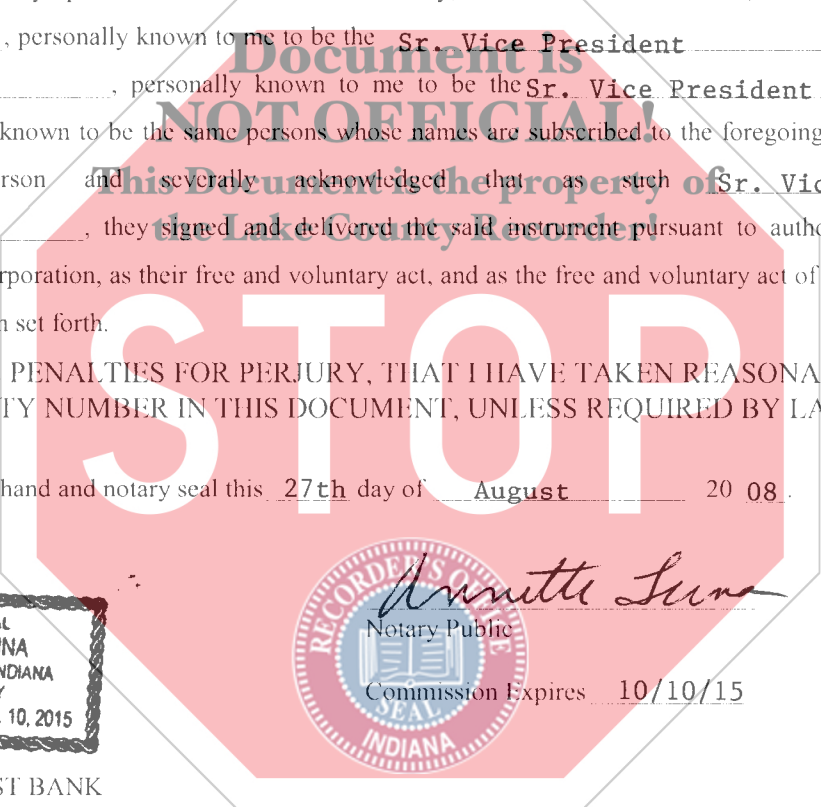 , personally known to me to be the Sr. Vice President
Document is
, personally known to me to be the Sr. Vice President
NOT OFFICIAL!
known to be the same persons whose names are subscribed to the foregoing
rson and severally acknowledged that as such Sr. Vic
This Document is the property of
, they signed and delivered the said instrument pursuant to autho
the Lake County Recorder!
rporation, as their free and voluntary act, and as the free and voluntary act of
n set forth.
STOP
PENALTIES FOR PERJURY, THAT I HAVE TAKEN REASONA
TY NUMBER IN THIS DOCUMENT, UNLESS REQUIRED BY LA
hand and notary seal this 27th day of August 20 08.
Annette Luna
Notary Public
RECORDER'S OFFICE
SEAL
INDIANA
Commission Expires 10/10/15
AL
NA
NDIANA
Y
. 10, 2015
ST BANK